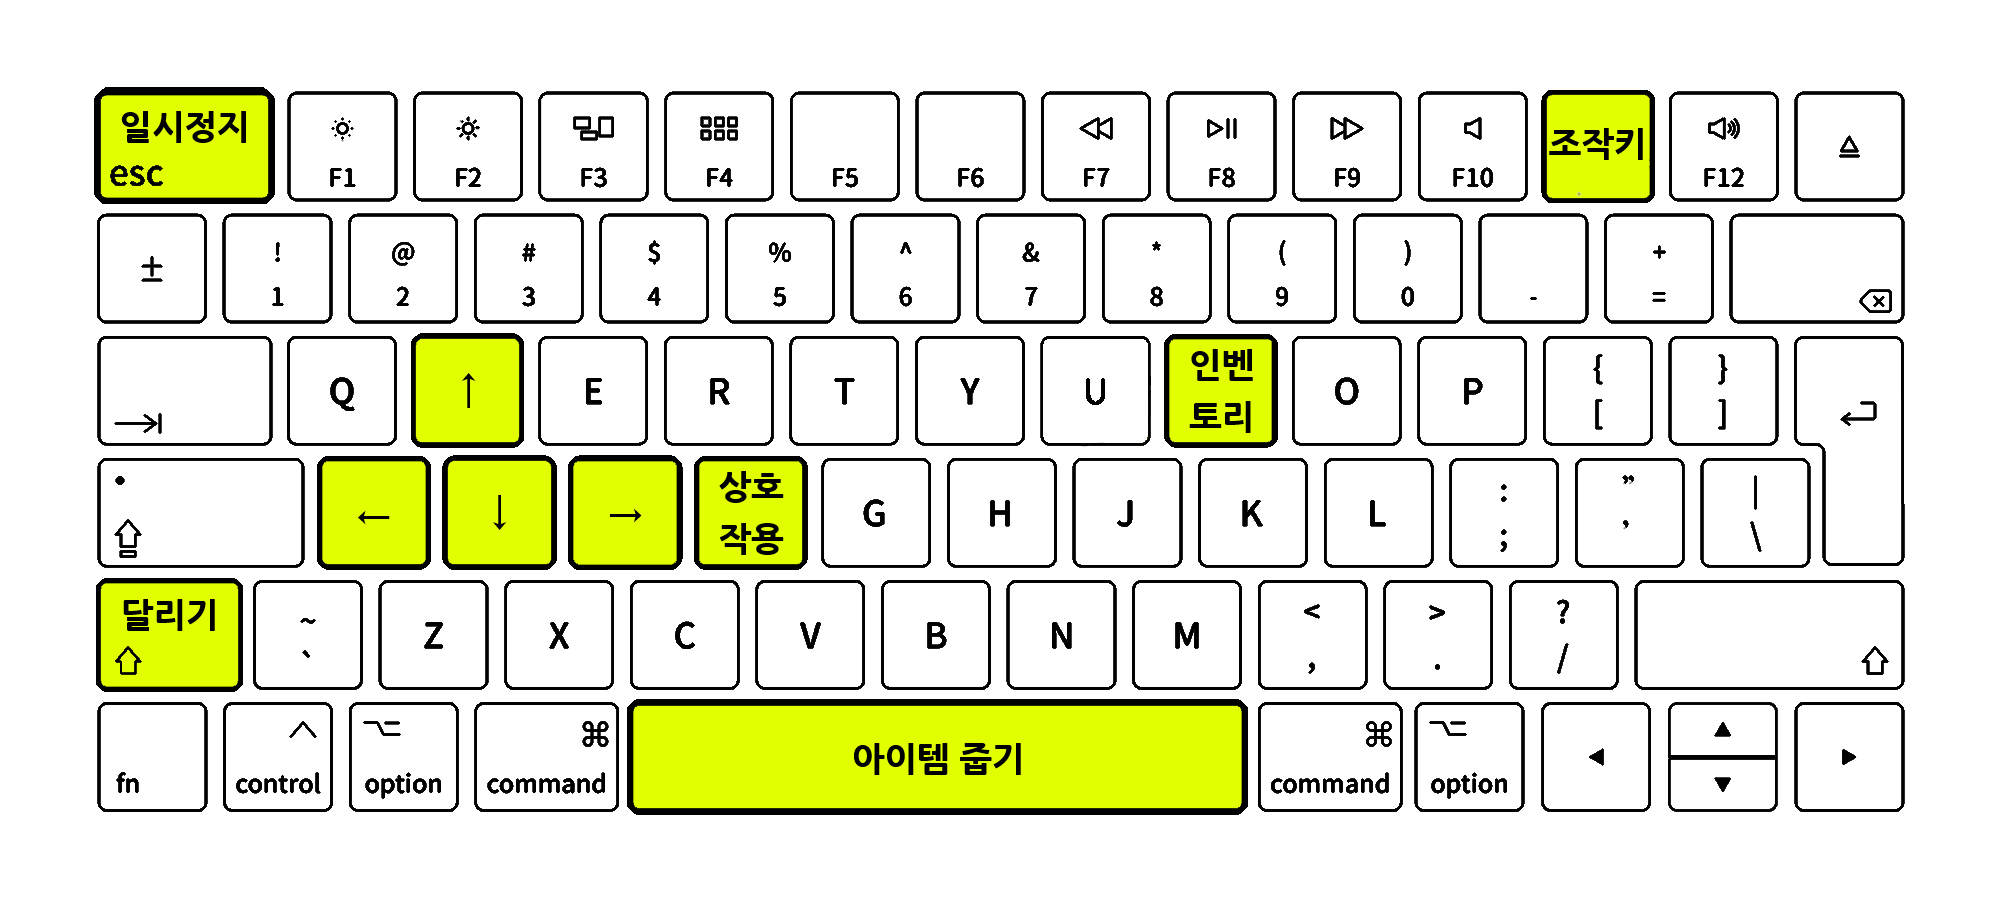 일시정지
esc
F1
F2
F3
F4
F5
F6
F7
F8
F9
F10
조작키
F12
±
! 1
@ 2
# 3
$ 4
% 5
^ 6
& 7
* 8
( 9
) 0
-
+ =
Q
↑
E
R
T
Y
U
인벤
토리
O
P
{ [
} ]
←
↓
→
상호
작용
G
H
J
K
L
: ;
" '
| \
달리기
~ `
Z
X
C
V
B
N
M
< ,
> .
? /
fn
control
option
⌘ command
아이템 줍기
⌘ command
option
◀
▲
▼
▶